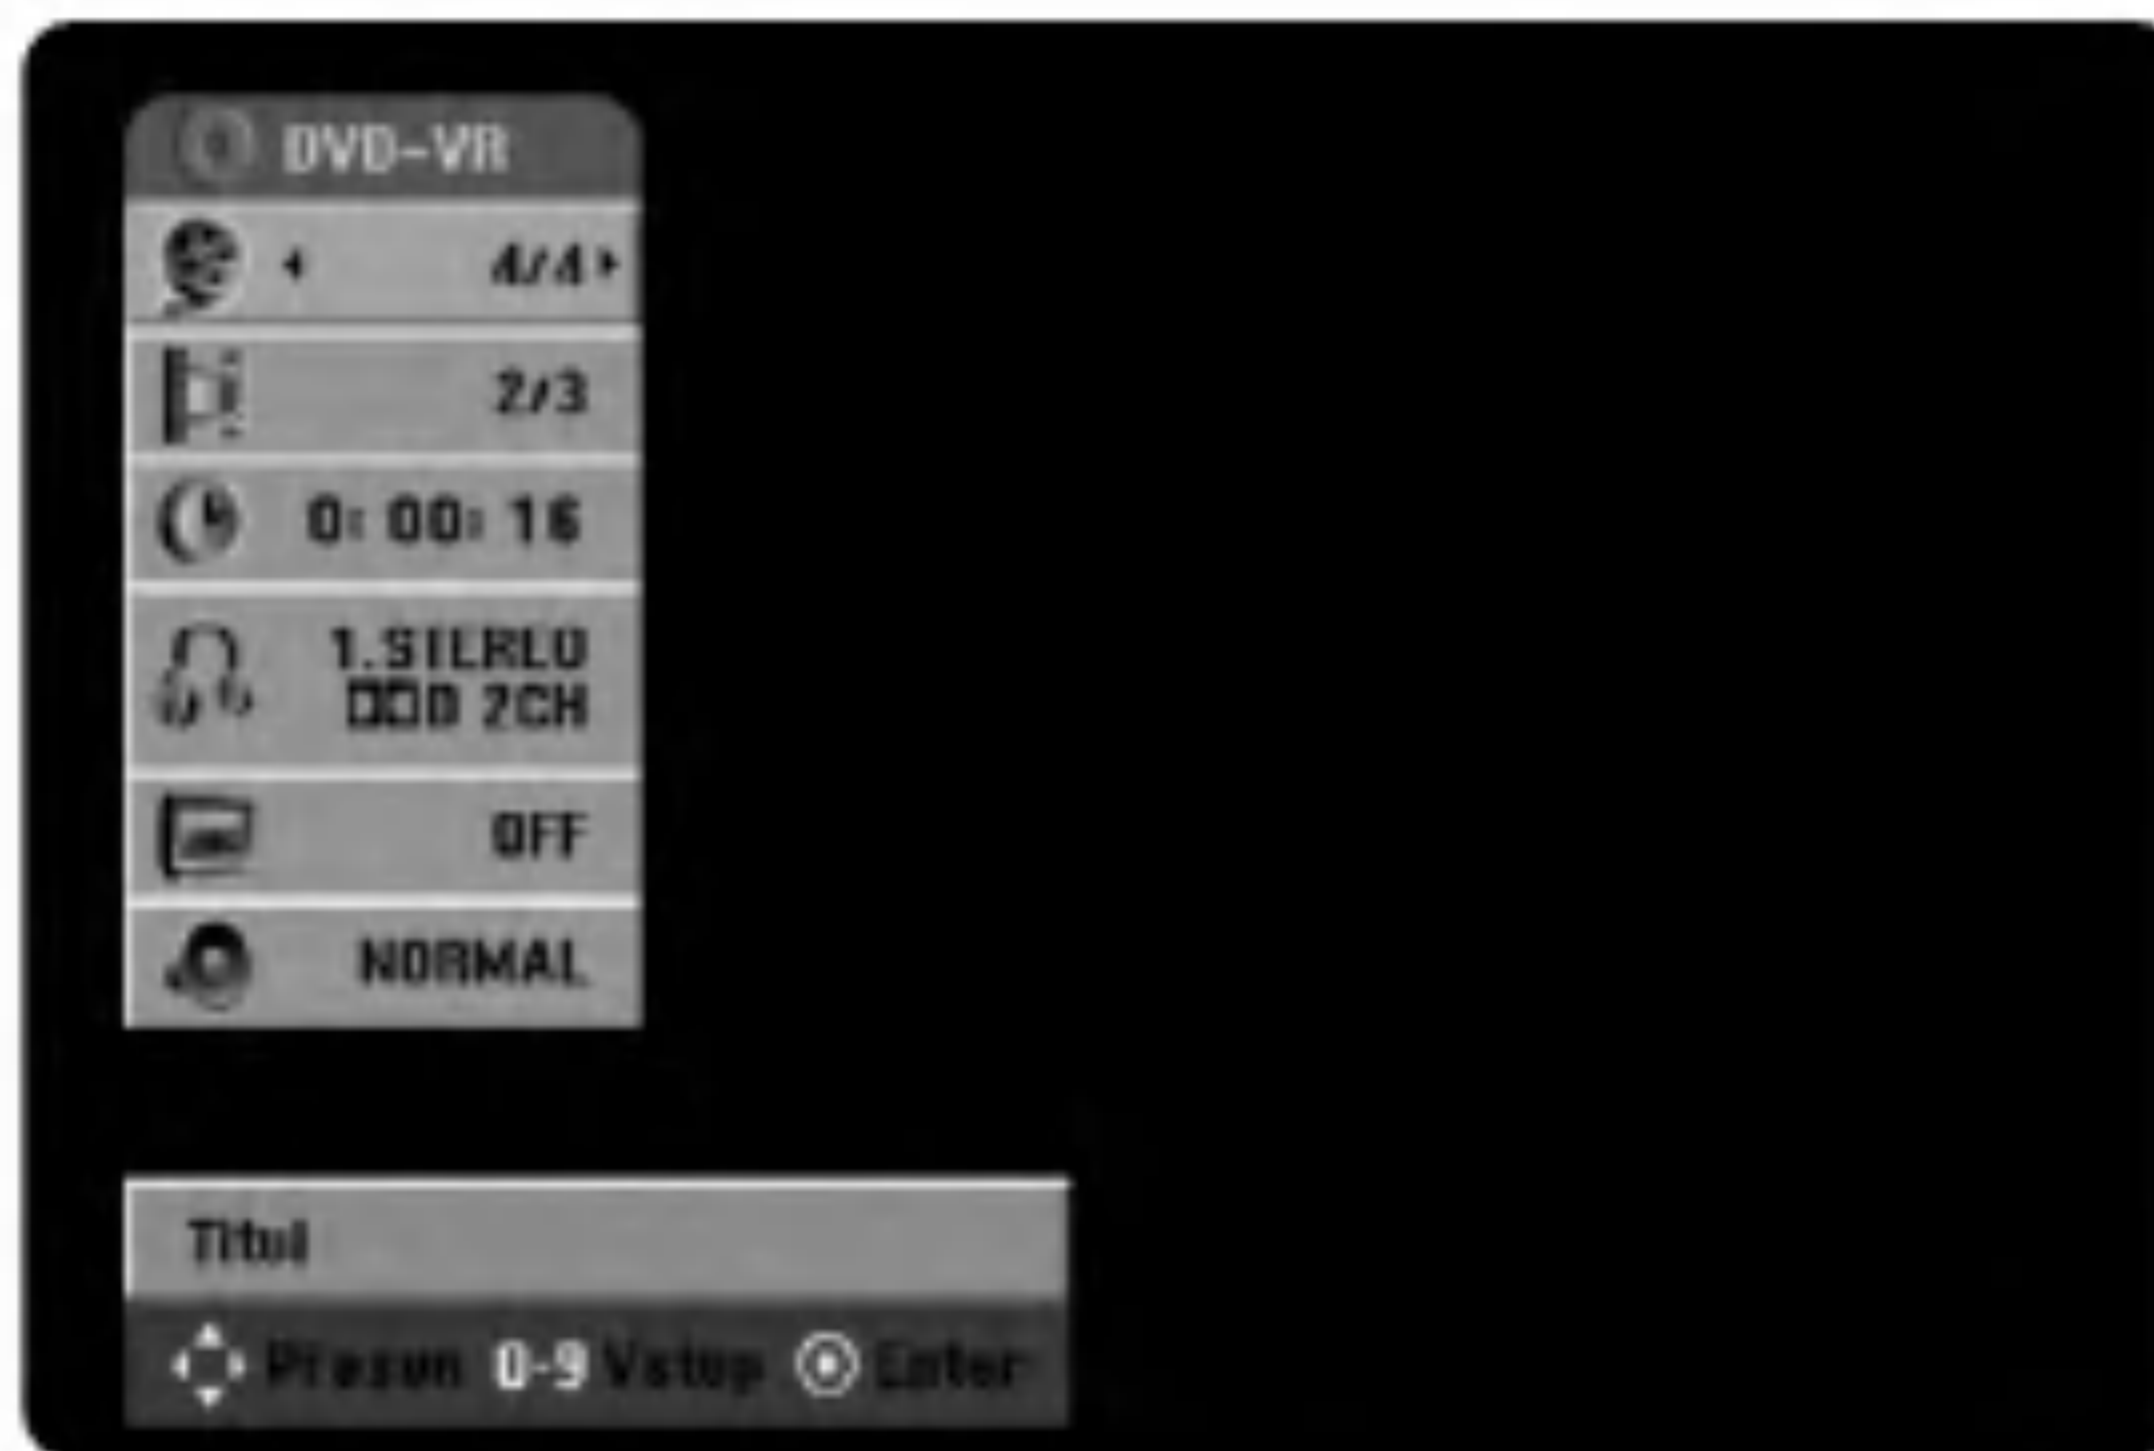 DVD-VR
4/4
2/3
0: 00: 16
1.STEREO
D 2CH
OFF
NORMAL
Titul
Přesun 0-9 Vstup Enter